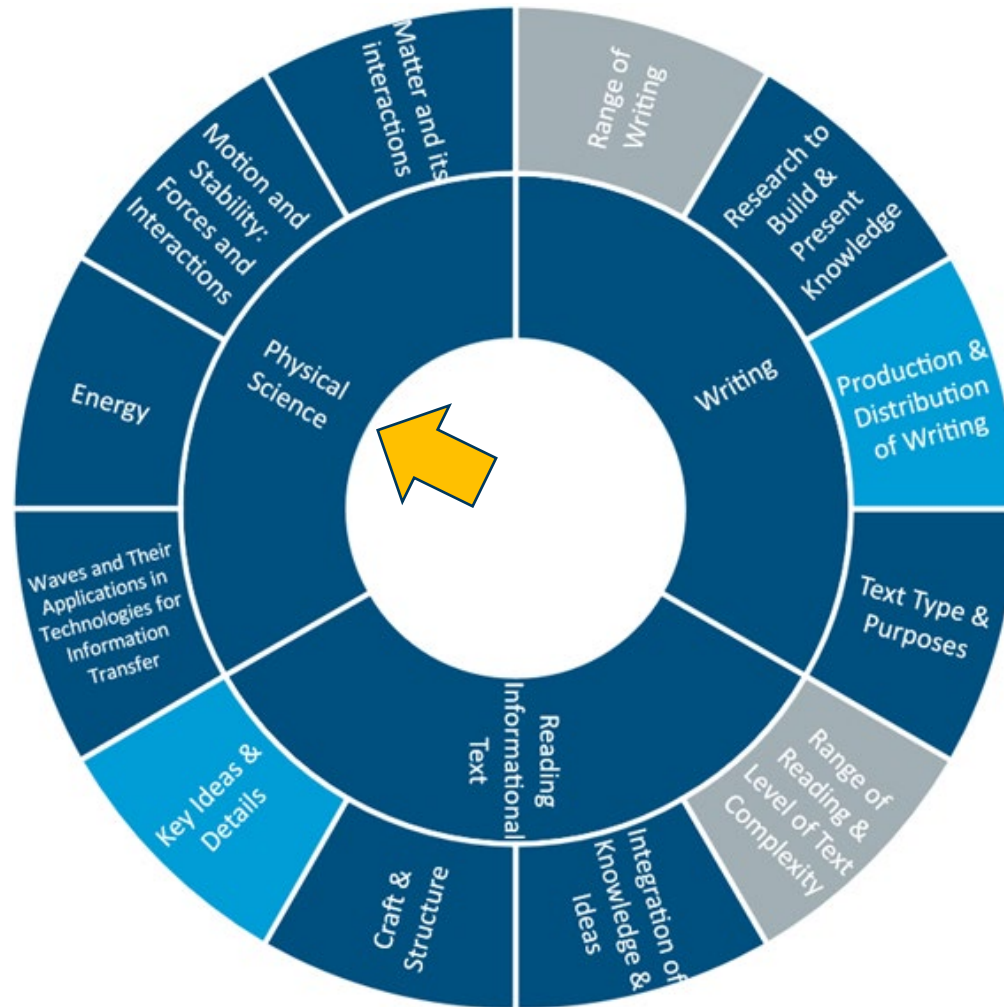 Matter and its
interactions
Range of
Writing
Research to
Build &
Present
Knowledge
Production &
Distribution
of Writing
Text Type &
Purposes
Range of
Reading &
Level of Text
Complexity
Integration of
Knowledge &
Ideas
Craft &
Structure
Key Ideas &
Details
Waves and Their
Applications in
Technologies for
Information
Transfer
Energy
Motion and
Stability:
Forces and
Interactions
Physical
Science
Writing
Reading
Informational
Text